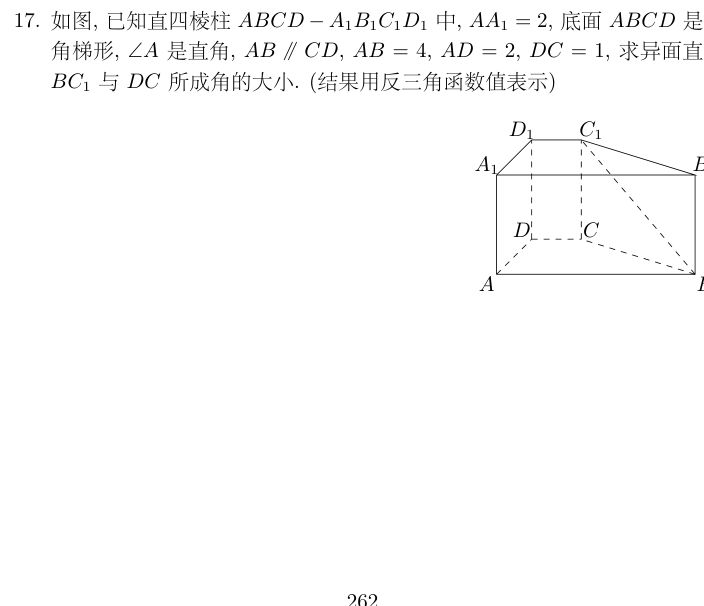 17. 如图, 已知直四棱柱 ABCD − A₁B₁C₁D₁ 中, AA₁ = 2, 底面 ABCD 是
角梯形, ∠A 是直角, AB ∥ CD, AB = 4, AD = 2, DC = 1, 求异面直
BC₁ 与 DC 所成角的大小. (结果用反三角函数值表示)
D₁ C₁
A₁ B
D C
A
262